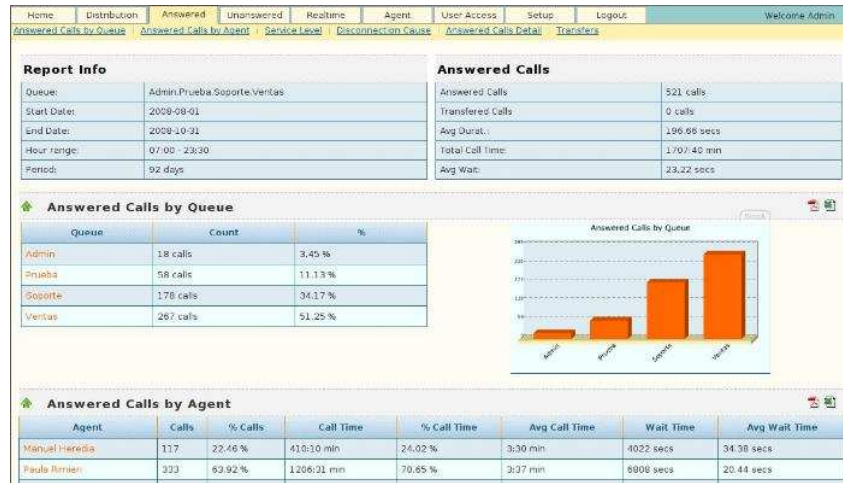 Home Distribution Answered Unanswered Realtime Agent User Access Setup Logout Welcome Admin
Answered Calls by Queue Answered Calls by Agent Service Level Disconnection Cause Answered Calls Detail Transfers
Report Info
Queue: Admin,Prueba,Soporte,Ventas
Start Date: 2008-08-01
End Date: 2008-10-31
Hour range: 07:00 - 23:30
Period: 92 days
Answered Calls
Answered Calls 521 calls
Transfered Calls 0 calls
Avg Durat.: 196.66 secs
Total Call Time: 1707:40 min
Avg Wait: 23.22 secs
Answered Calls by Queue
Queue Count %
Admin 18 calls 3.45 %
Prueba 58 calls 11.13 %
Soporte 178 calls 34.17 %
Ventas 267 calls 51.25 %
Answered Calls by Queue
Admin Prueba Soporte Ventas
Answered Calls by Agent
Agent Calls % Calls Call Time % Call Time Avg Call Time Wait Time Avg Wait Time
Manuel Heredia 117 22.46 % 410:10 min 24.02 % 3:30 min 4022 secs 34.38 secs
Paula Rimieri 333 63.92 % 1206:31 min 70.65 % 3:37 min 6808 secs 20.44 secs